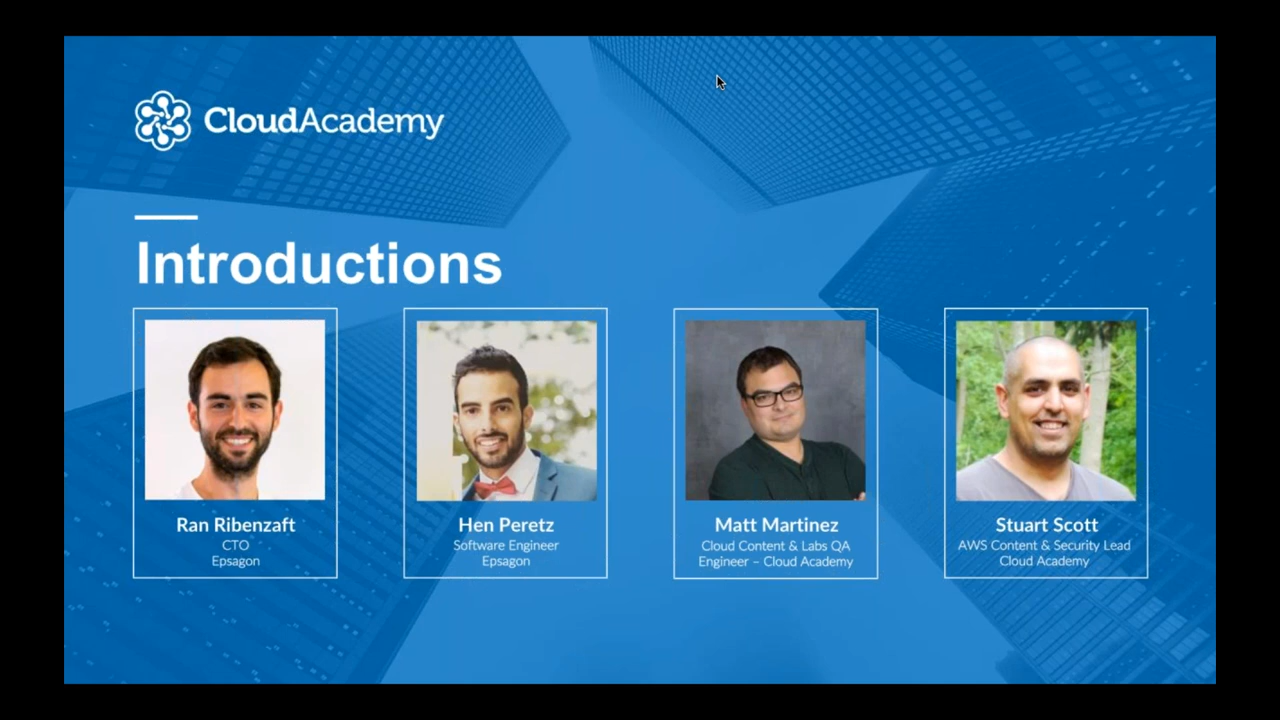 CloudAcademy
Introductions
Ran Ribenzaft
CTO
Epsagon
Hen Peretz
Software Engineer
Epsagon
Matt Martinez
Cloud Content & Labs QA
Engineer – Cloud Academy
Stuart Scott
AWS Content & Security Lead
Cloud Academy